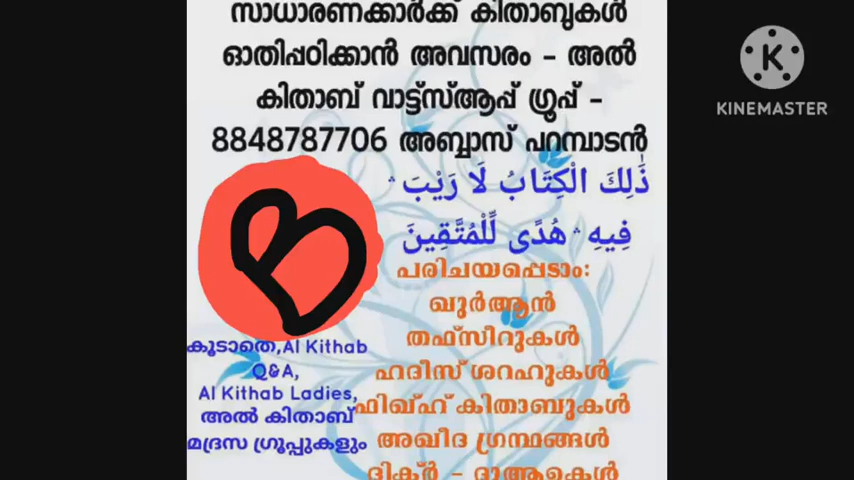 സാധാരണക്കാർക്ക് കിതാബുകൾ
ഓതിപ്പഠിക്കാൻ അവസരം – അൽ
കിതാബ് വാട്ട്സ്ആപ്പ് ഗ്രൂപ്പ് –
8848787706 അബ്ബാസ് പറമ്പാടൻ
ذَٰلِكَ الْكِتَابُ لَا رَيْبَ ۛ
فِيهِ ۛ هُدًى لِّلْمُتَّقِينَ
B
പരിചയപ്പെടാം:
ഖുർആൻ
തഫ്സീറുകൾ
ഹദീസ് ശറഹുകൾ
ഫിഖ്ഹ് കിതാബുകൾ
അഖീദ ഗ്രന്ഥങ്ങൾ
ദിക്ർ – ദുആകൾ
കൂടാതെ,Al Kithab
Q&A,
Al Kithab Ladies,
അൽ കിതാബ്
മദ്രസ ഗ്രൂപ്പുകളും
K
KINEMASTER